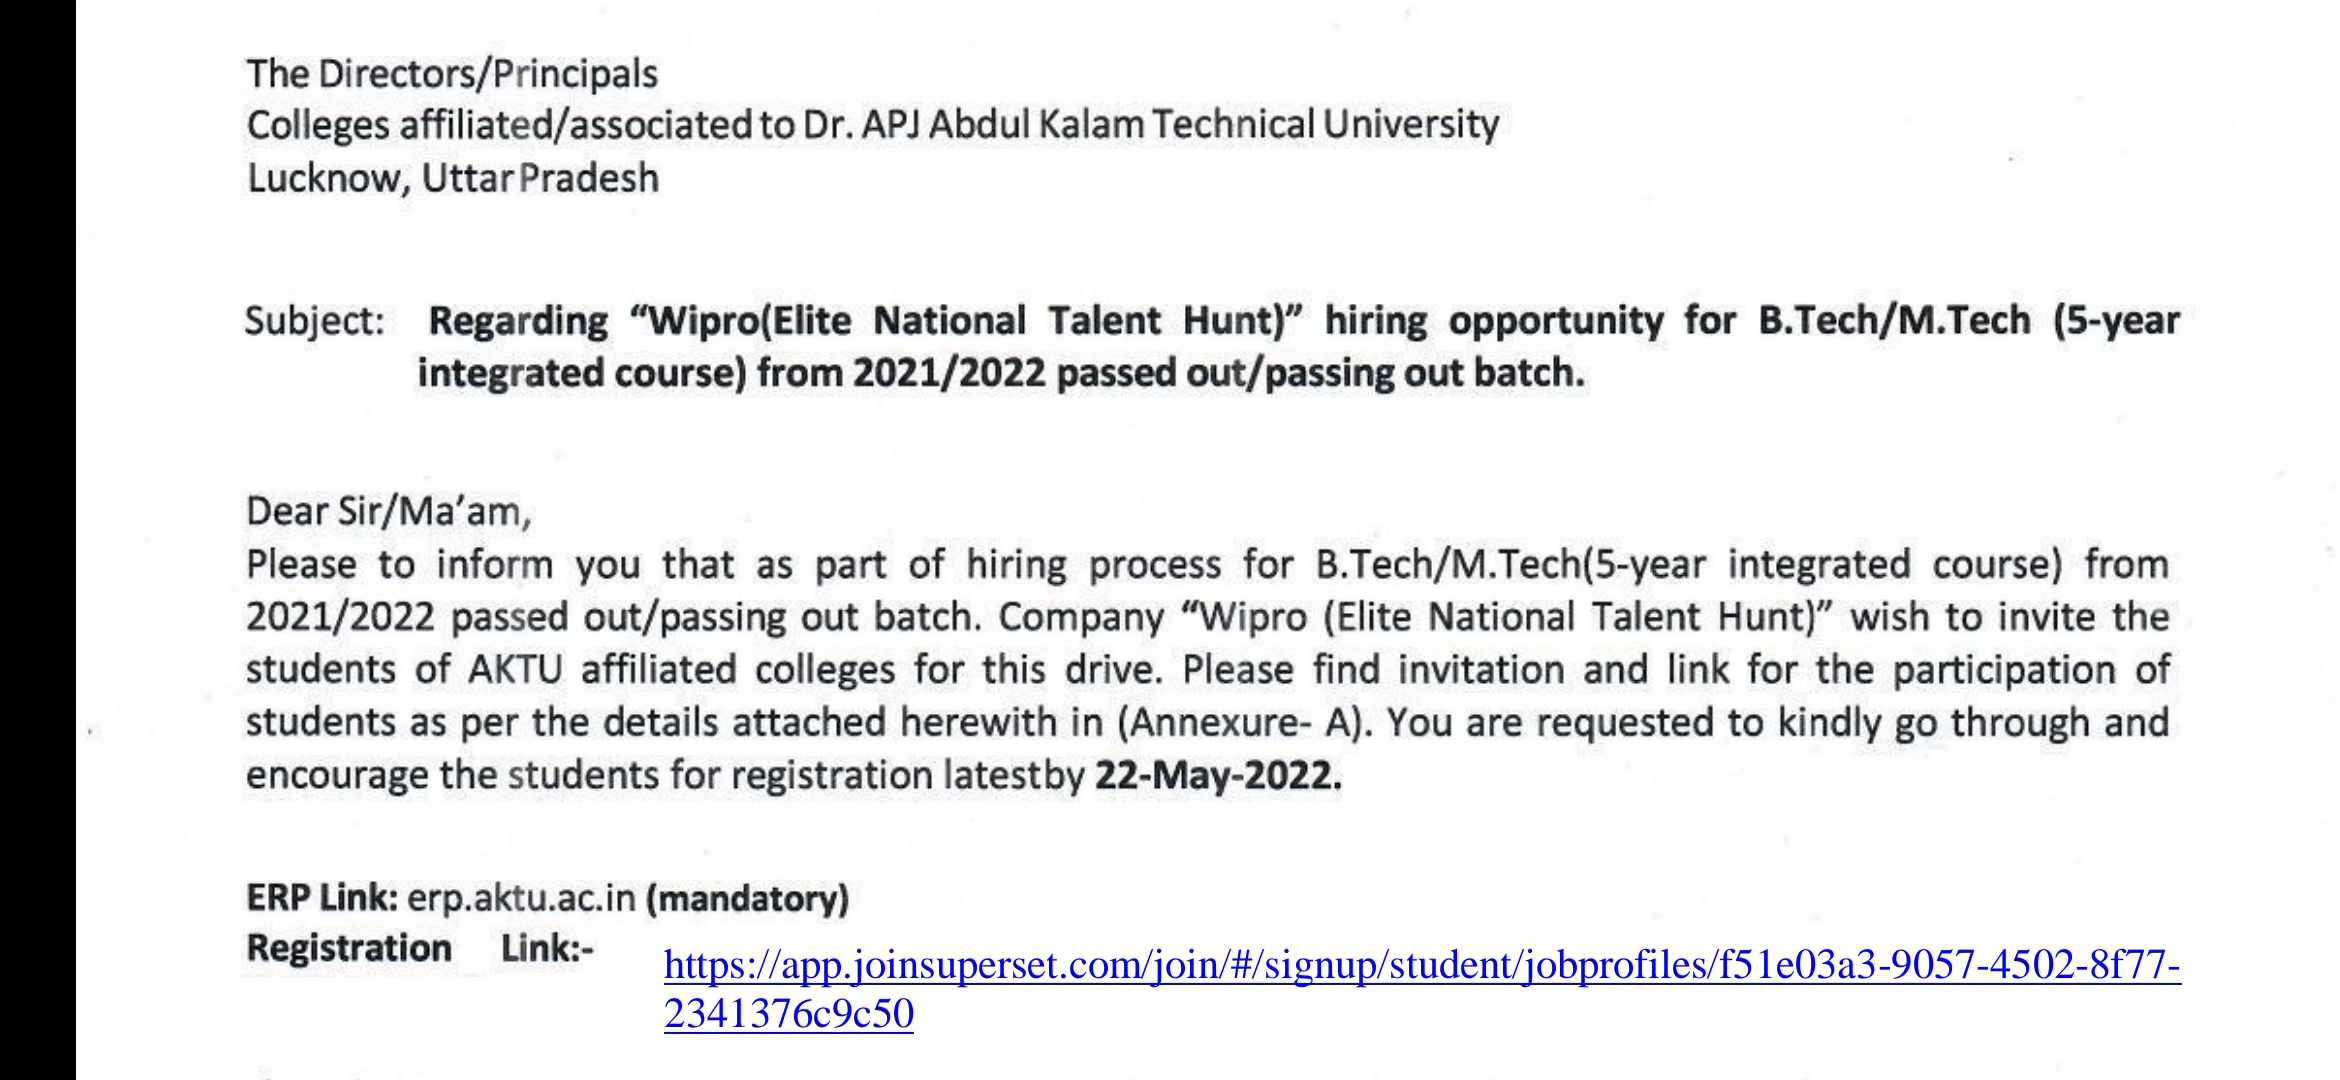 The Directors/Principals
Colleges affiliated/associated to Dr. APJ Abdul Kalam Technical University
Lucknow, Uttar Pradesh
Subject: Regarding “Wipro(Elite National Talent Hunt)” hiring opportunity for B.Tech/M.Tech (5-year
integrated course) from 2021/2022 passed out/passing out batch.
Dear Sir/Ma’am,
Please to inform you that as part of hiring process for B.Tech/M.Tech(5-year integrated course) from
2021/2022 passed out/passing out batch. Company “Wipro (Elite National Talent Hunt)” wish to invite the
students of AKTU affiliated colleges for this drive. Please find invitation and link for the participation of
students as per the details attached herewith in (Annexure- A). You are requested to kindly go through and
encourage the students for registration latestby 22-May-2022.
ERP Link: erp.aktu.ac.in (mandatory)
Registration Link:- https://app.joinsuperset.com/join/#/signup/student/jobprofiles/f51e03a3-9057-4502-8f77-
2341376c9c50